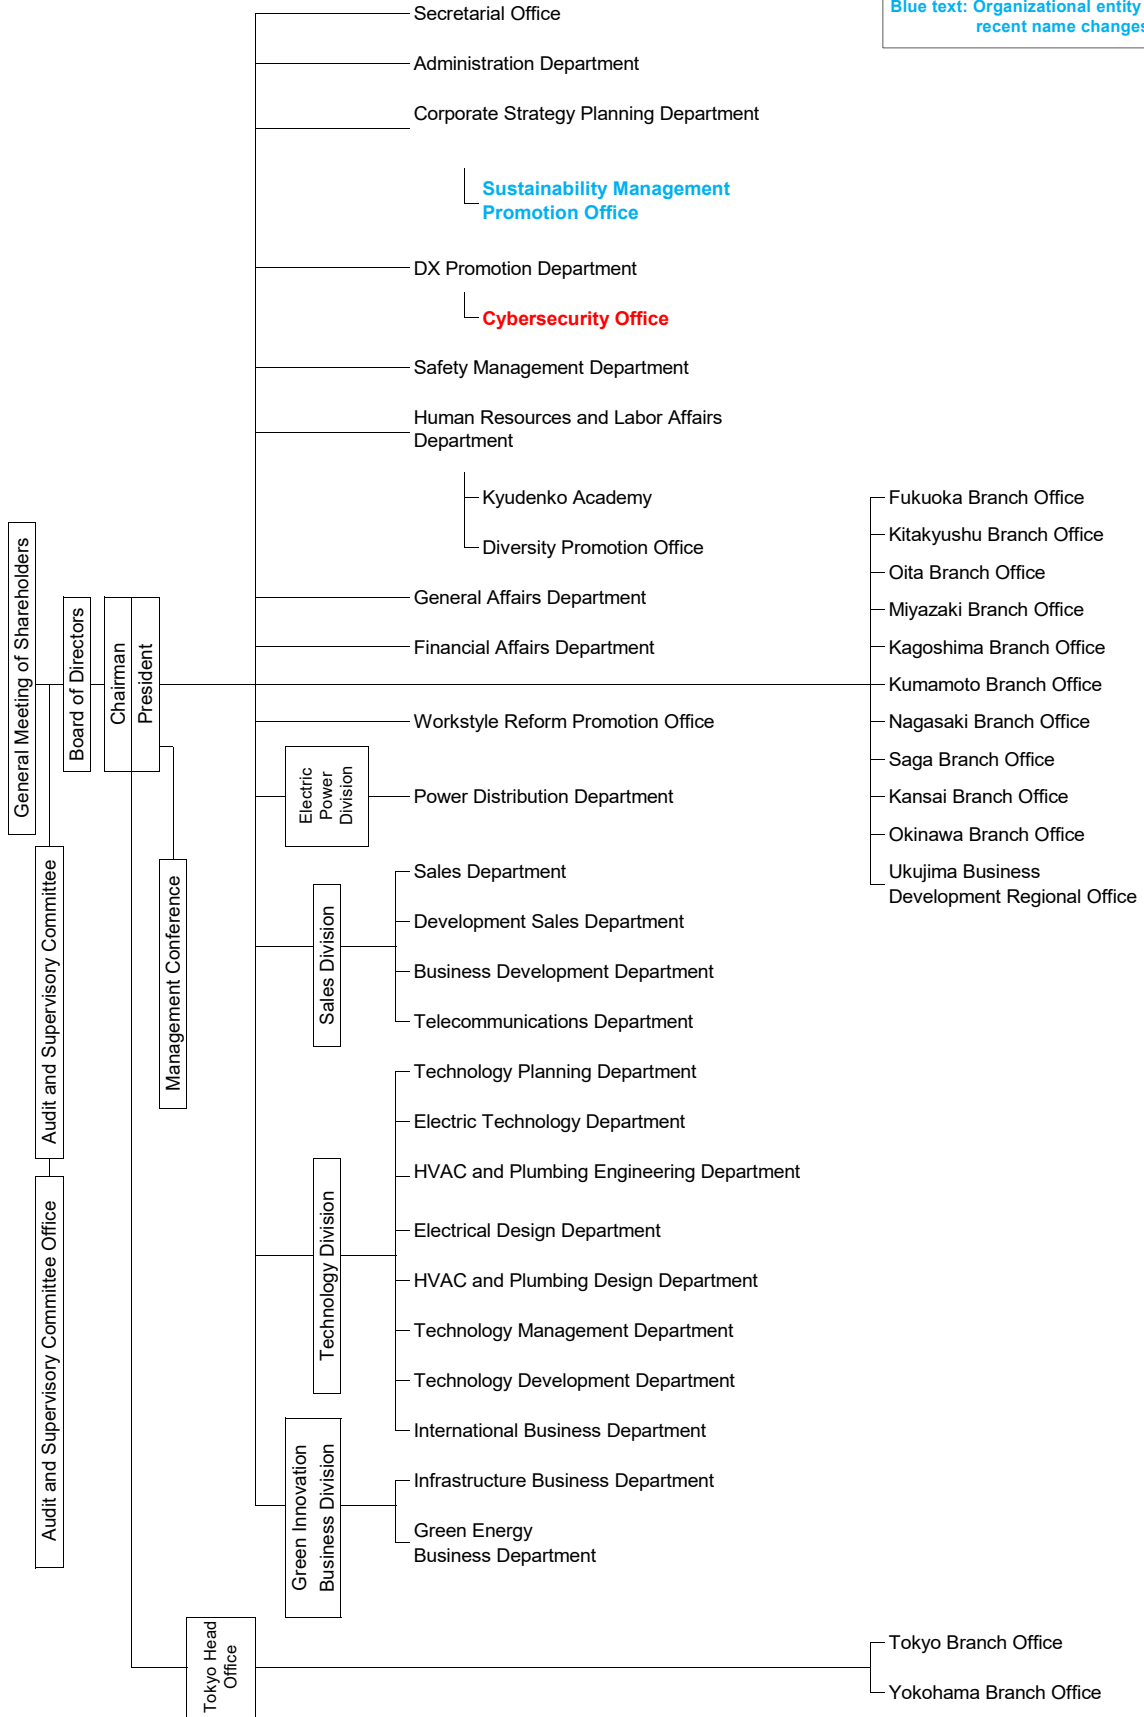 Blue text: Organizational entity
recent name changes
Secretarial Office
Administration Department
Corporate Strategy Planning Department
Sustainability Management
Promotion Office
DX Promotion Department
Cybersecurity Office
Safety Management Department
Human Resources and Labor Affairs
Department
Kyudenko Academy
Diversity Promotion Office
General Affairs Department
Financial Affairs Department
Workstyle Reform Promotion Office
General Meeting of Shareholders
Board of Directors
Chairman
President
Audit and Supervisory Committee
Audit and Supervisory Committee Office
Management Conference
Electric
Power
Division
Power Distribution Department
Sales Division
Sales Department
Development Sales Department
Business Development Department
Telecommunications Department
Technology Division
Technology Planning Department
Electric Technology Department
HVAC and Plumbing Engineering Department
Electrical Design Department
HVAC and Plumbing Design Department
Technology Management Department
Technology Development Department
International Business Department
Green Innovation
Business Division
Infrastructure Business Department
Green Energy
Business Department
Fukuoka Branch Office
Kitakyushu Branch Office
Oita Branch Office
Miyazaki Branch Office
Kagoshima Branch Office
Kumamoto Branch Office
Nagasaki Branch Office
Saga Branch Office
Kansai Branch Office
Okinawa Branch Office
Ukujima Business
Development Regional Office
Tokyo Head
Office
Tokyo Branch Office
Yokohama Branch Office